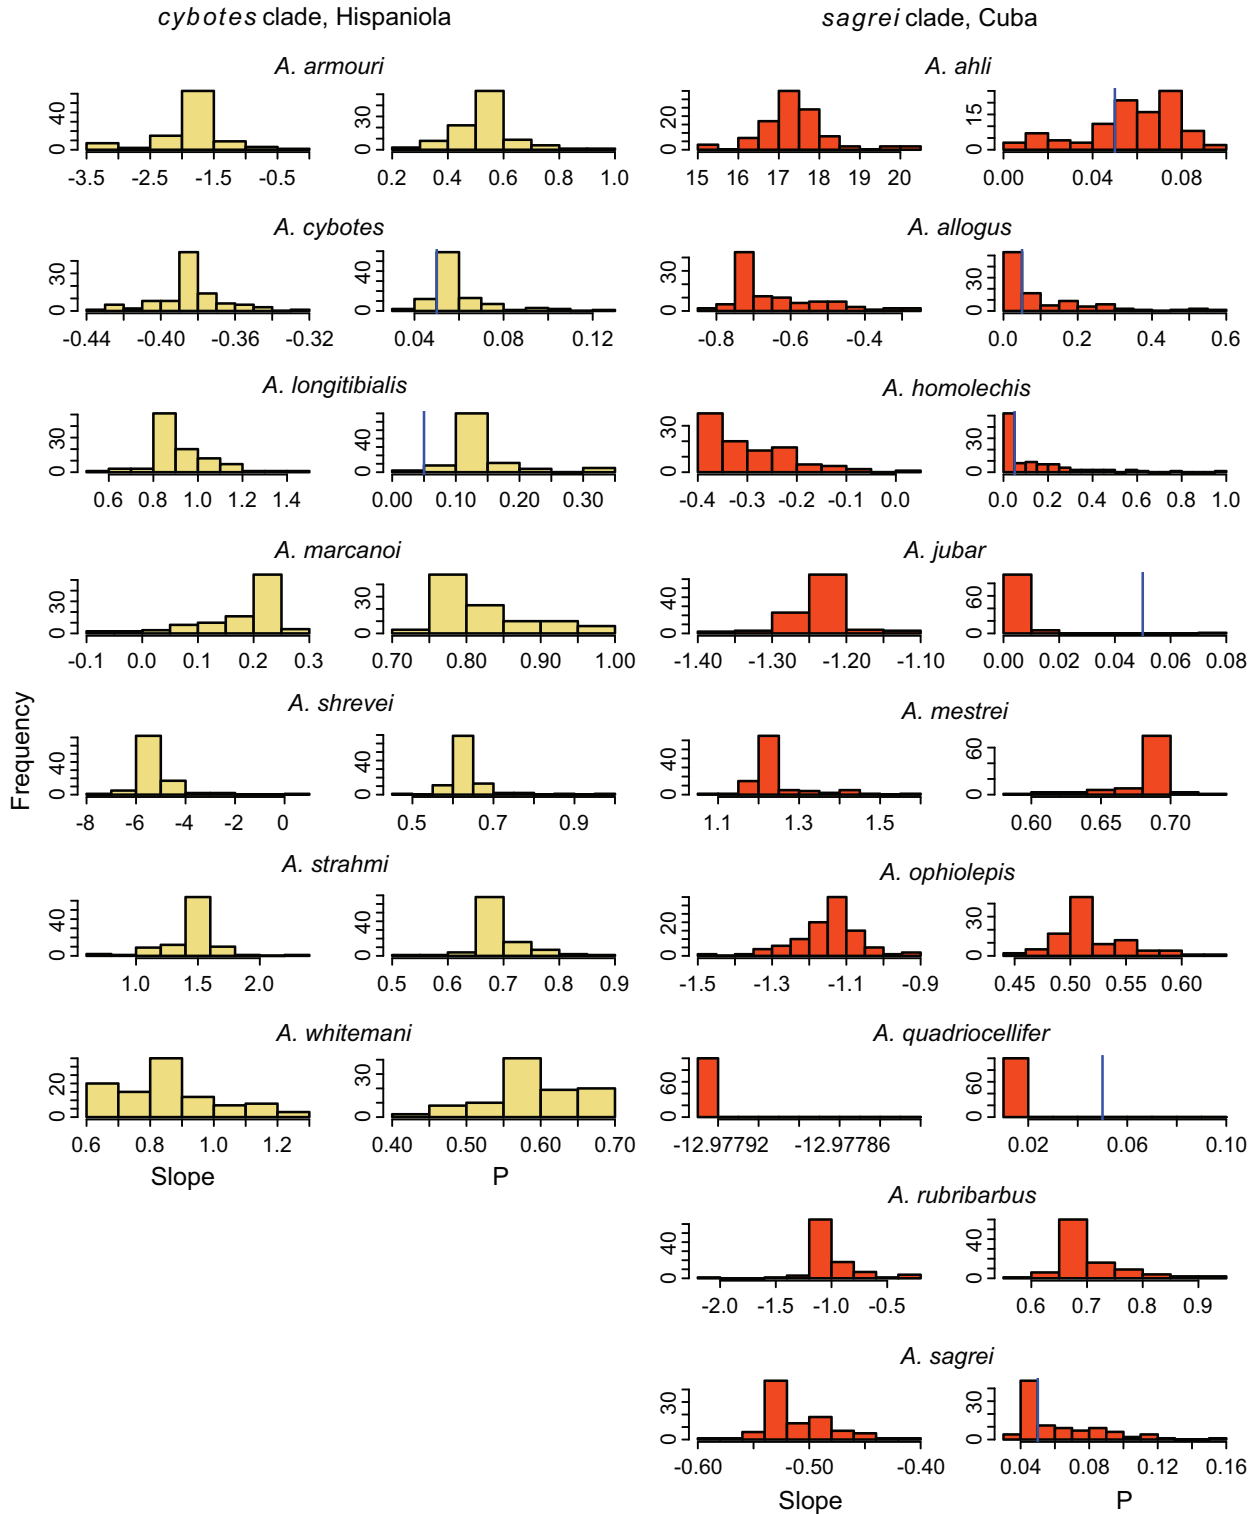 cybotes clade, Hispaniola
sagrei clade, Cuba
A. armouri
0 40
-3.5 -2.5 -1.5 -0.5
0 30
0.2 0.4 0.6 0.8 1.0
A. ahli
0 20
15 16 17 18 19 20
0 15
0.00 0.04 0.08
A. cybotes
0 30
-0.44 -0.40 -0.36 -0.32
0 40
0.04 0.08 0.12
A. allogus
0 30
-0.8 -0.6 -0.4
0 30
0.0 0.2 0.4 0.6
A. longitibialis
0 30
0.6 0.8 1.0 1.2 1.4
0 40
0.00 0.10 0.20 0.30
A. homolechis
0 30
-0.4 -0.3 -0.2 -0.1 0.0
0 30
0.0 0.2 0.4 0.6 0.8 1.0
A. marcanoi
0 30
-0.1 0.0 0.1 0.2 0.3
0 30
0.70 0.80 0.90 1.00
A. jubar
0 40
-1.40 -1.30 -1.20 -1.10
0 60
0.00 0.02 0.04 0.06 0.08
Frequency
A. shrevei
0 40
-8 -6 -4 -2 0
0 40
0.5 0.7 0.9
A. mestrei
0 40
1.1 1.3 1.5
0 60
0.60 0.65 0.70
A. strahmi
0 40
1.0 1.5 2.0
0 40
0.5 0.6 0.7 0.8 0.9
A. ophiolepis
0 20
-1.5 -1.3 -1.1 -0.9
0 30
0.45 0.50 0.55 0.60
A. whitemani
0 20
0.6 0.8 1.0 1.2
0 30
0.40 0.50 0.60 0.70
Slope
P
A. quadriocellifer
0 60
-12.97792 -12.97786
0 60
0.02 0.06 0.10
A. rubribarbus
0 40
-2.0 -1.5 -1.0 -0.5
0 40
0.6 0.7 0.8 0.9
A. sagrei
0 30
-0.60 -0.50 -0.40
0 30
0.04 0.08 0.12 0.16
Slope
P